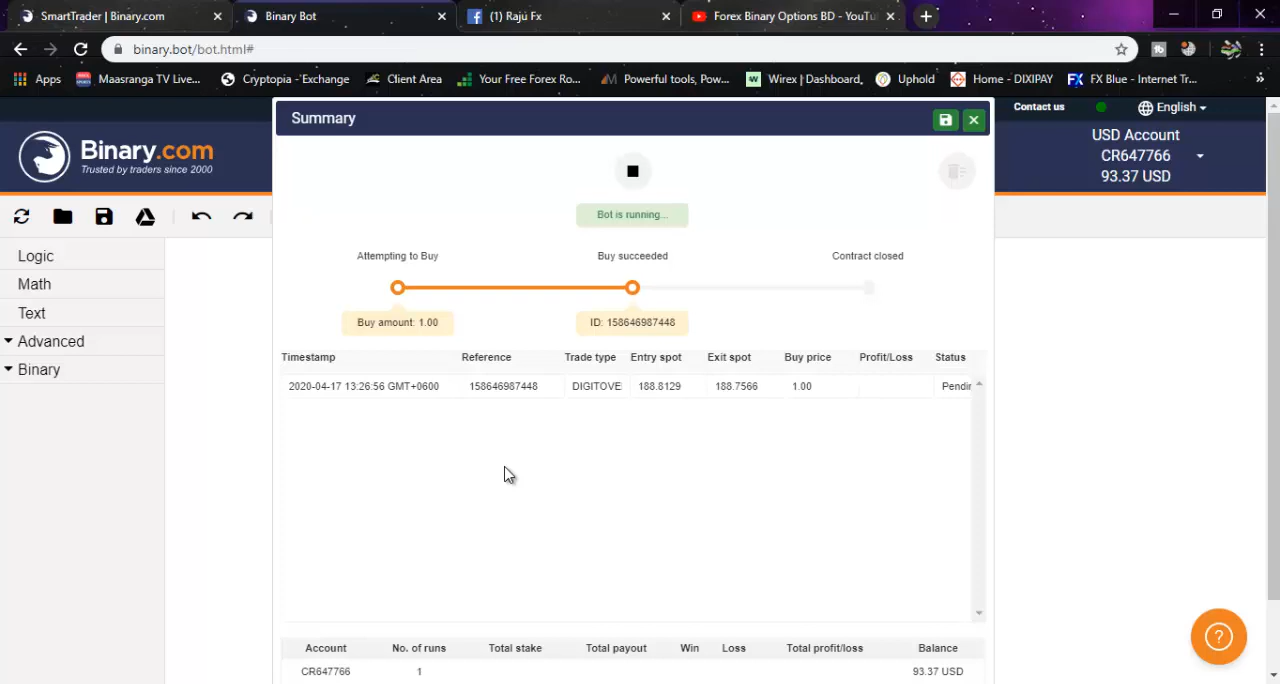 SmartTrader | Binary.com
Binary Bot
(1) Raju Fx
Forex Binary Options BD - YouTu
binary.bot/bot.html#
Apps
Maasranga TV Live...
Cryptopia - Exchange
Client Area
Your Free Forex Ro...
Powerful tools, Pow...
Wirex | Dashboard,
Uphold
Home - DIXIPAY
FX Blue - Internet Tr...
»
Contact us
English
Binary.com
Trusted by traders since 2000
USD Account
CR647766
93.37 USD
Summary
Bot is running...
Attempting to Buy
Buy succeeded
Contract closed
Buy amount: 1.00
ID: 158646987448
Logic
Math
Text
Advanced
Binary
Timestamp Reference Trade type Entry spot Exit spot Buy price Profit/Loss Status
2020-04-17 13:26:56 GMT+0600 158646987448 DIGITOVE 188.8129 188.7566 1.00 Pendin
Account No. of runs Total stake Total payout Win Loss Total profit/loss Balance
CR647766 1 93.37 USD
?